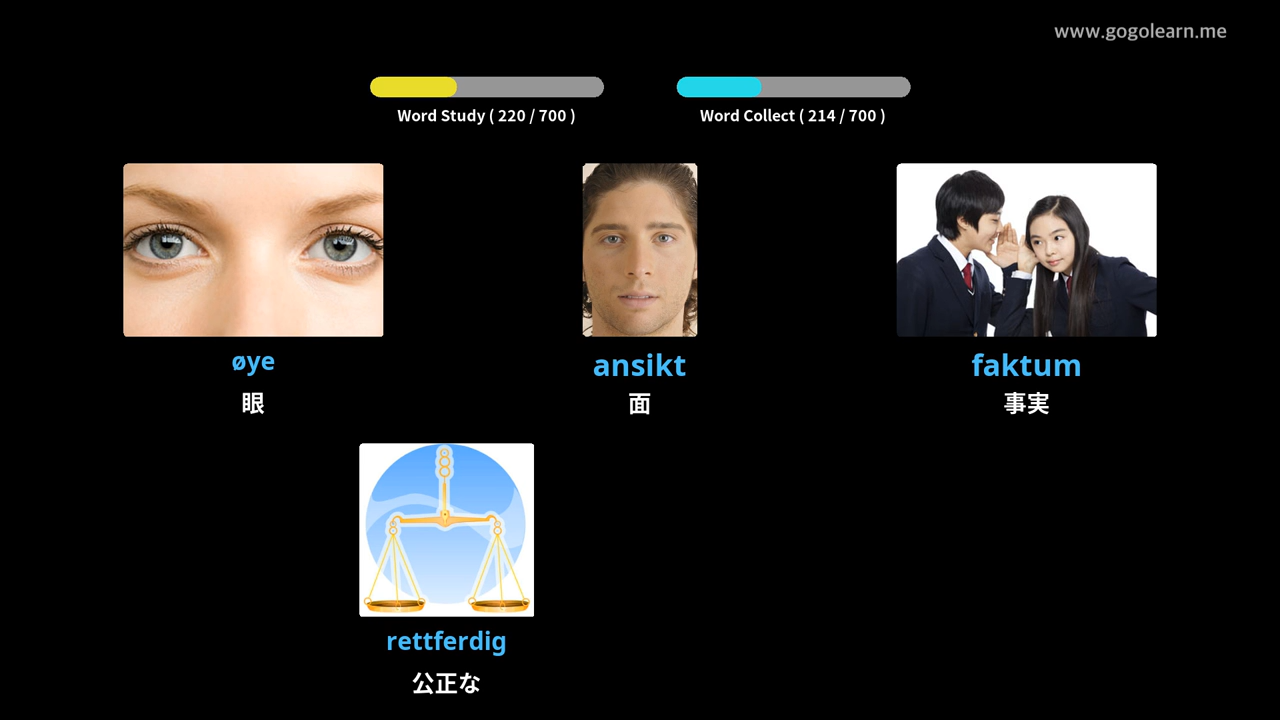 www.gogolearn.me
Word Study ( 220 / 700 )
Word Collect ( 214 / 700 )
øye
眼
ansikt
面
faktum
事実
rettferdig
公正な